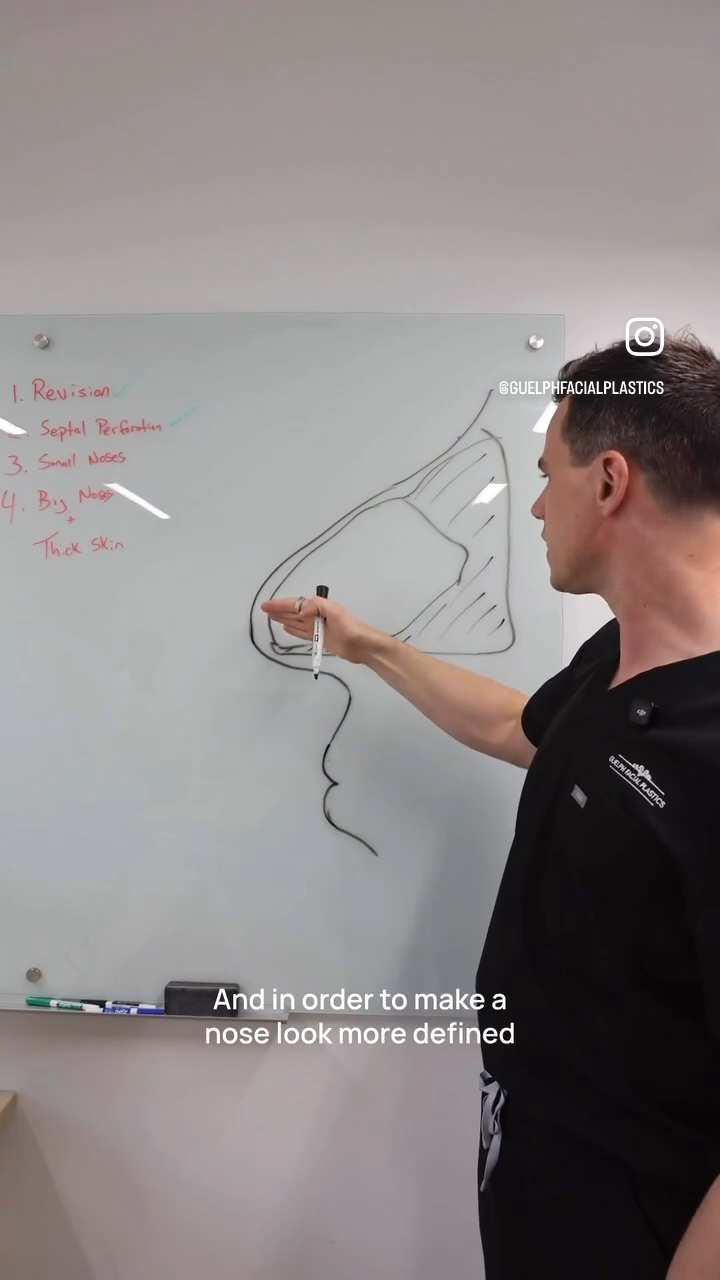 @GUELPHFACIALPLASTICS
1. Revision
Septal Perforation
3. Small Noses
4. Big Noses
+
Thick Skin
GUELPH FACIAL PLASTICS
And in order to make a
nose look more defined